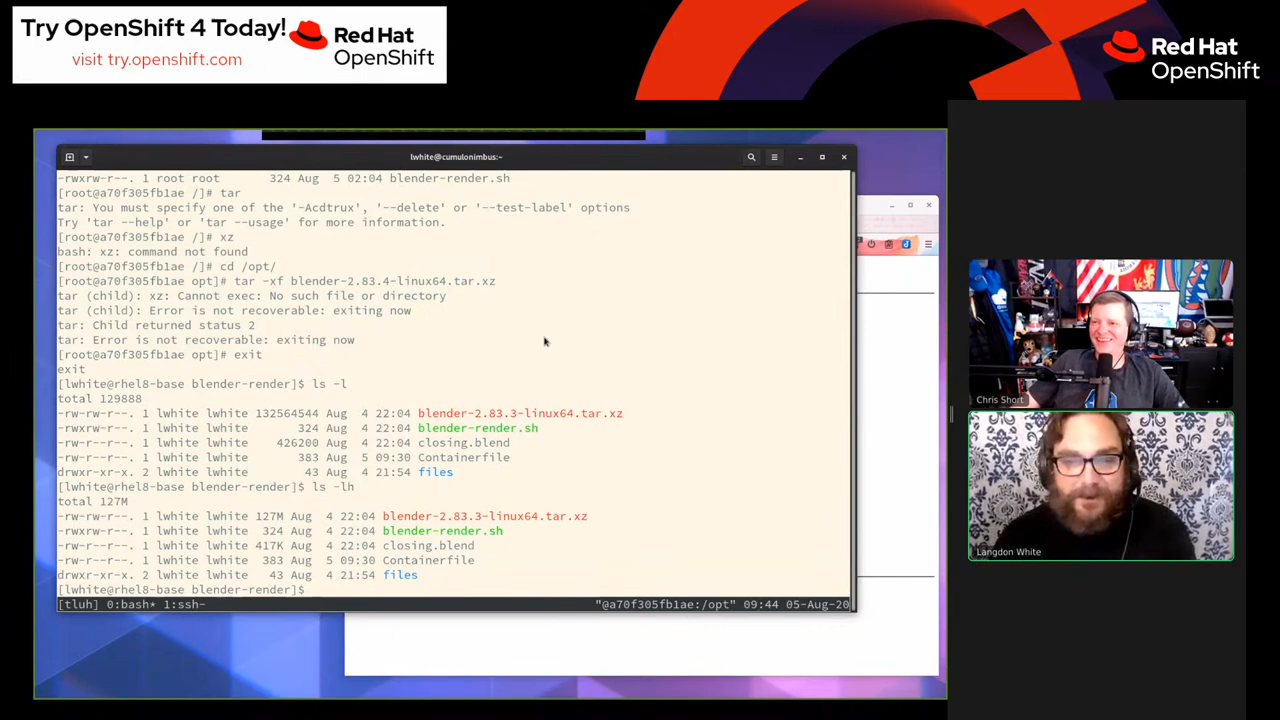 Try OpenShift 4 Today!
visit try.openshift.com
Red Hat
OpenShift
Red Hat
OpenShift
lwhite@cumulonimbus:~
-rwxrwxr--. 1 root root      324 Aug  5 02:04 blender-render.sh
[root@a70f305fb1ae /]# tar
tar: You must specify one of the '-Acdtrux', '--delete' or '--test-label' options
Try 'tar --help' or 'tar --usage' for more information.
[root@a70f305fb1ae /]# xz
bash: xz: command not found
[root@a70f305fb1ae /]# cd /opt/
[root@a70f305fb1ae opt]# tar -xf blender-2.83.4-linux64.tar.xz
tar (child): xz: Cannot exec: No such file or directory
tar (child): Error is not recoverable: exiting now
tar: Child returned status 2
tar: Error is not recoverable: exiting now
[root@a70f305fb1ae opt]# exit
exit
[lwhite@rhel8-base blender-render]$ ls -l
total 129888
-rw-rw-r--. 1 lwhite lwhite 132564544 Aug  4 22:04 blender-2.83.3-linux64.tar.xz
-rwxrwxr--. 1 lwhite lwhite       324 Aug  4 22:04 blender-render.sh
-rw-rw-r--. 1 lwhite lwhite    426200 Aug  4 22:04 closing.blend
-rw-rw-r--. 1 lwhite lwhite       383 Aug  5 09:30 Containerfile
drwxr-xr-x. 2 lwhite lwhite        43 Aug  4 21:54 files
[lwhite@rhel8-base blender-render]$ ls -lh
total 127M
-rw-rw-r--. 1 lwhite lwhite 127M Aug  4 22:04 blender-2.83.3-linux64.tar.xz
-rwxrwxr--. 1 lwhite lwhite  324 Aug  4 22:04 blender-render.sh
-rw-rw-r--. 1 lwhite lwhite 417K Aug  4 22:04 closing.blend
-rw-rw-r--. 1 lwhite lwhite  383 Aug  5 09:30 Containerfile
drwxr-xr-x. 2 lwhite lwhite   43 Aug  4 21:54 files
[lwhite@rhel8-base blender-render]$
[tluh] 0:bash* 1:ssh- "@a70f305fb1ae:/opt" 09:44 05-Aug-20
Chris Short
Langdon White